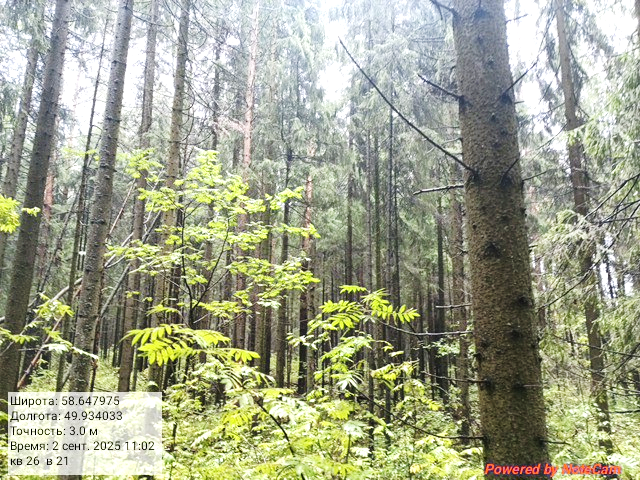 Широта: 58.647975
Долгота: 49.934033
Точность: 3.0 м
Время: 2 сент. 2025 11:02
кв 26 в 21
Powered by NoteCam